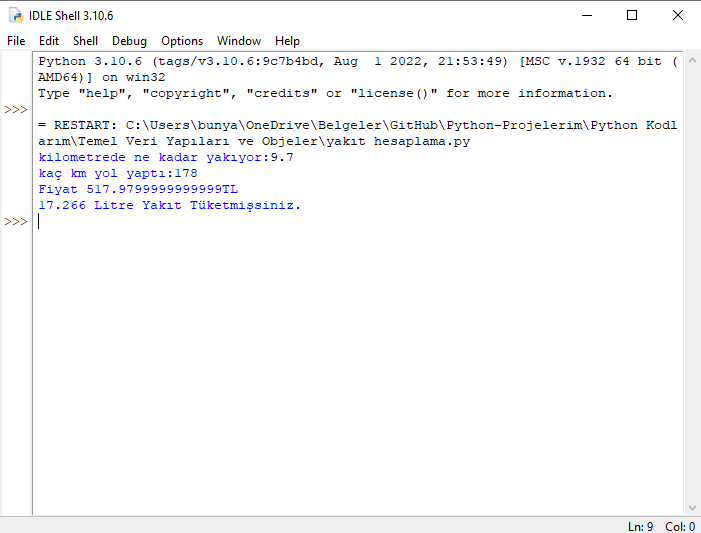 IDLE Shell 3.10.6
File Edit Shell Debug Options Window Help
Python 3.10.6 (tags/v3.10.6:9c7b4bd, Aug  1 2022, 21:53:49) [MSC v.1932 64 bit (
AMD64)] on win32
Type "help", "copyright", "credits" or "license()" for more information.
>>>
= RESTART: C:\Users\bunya\OneDrive\Belgeler\GitHub\Python-Projelerim\Python Kodl
arım\Temel Veri Yapıları ve Objeler\yakıt hesaplama.py
kilometrede ne kadar yakıyor:9.7
kaç km yol yaptı:178
Fiyat 517.9799999999999TL
17.266 Litre Yakıt Tüketmişsiniz.
>>>
Ln: 9 Col: 0